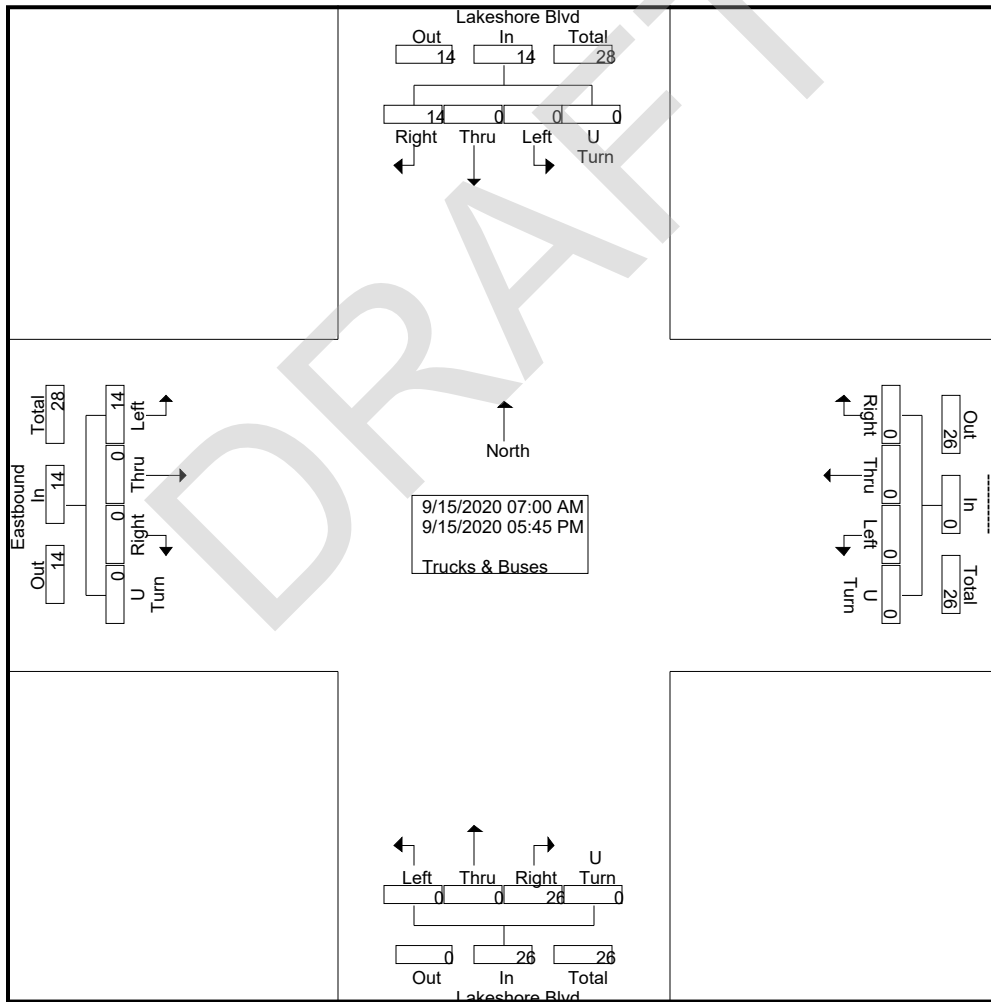 Lakeshore Blvd
Out In Total
14 14 28
14 0 0 0
Right Thru Left U Turn
Eastbound
Total In Out
28 14 14
14 0 0 0
Left Thru Right U Turn
North
9/15/2020 07:00 AM
9/15/2020 05:45 PM
Trucks & Buses
Out In Total
26 0 26
0 0 0 0
Right Thru Left U Turn
Left Thru Right U Turn
0 0 26 0
0 26 26
Out In Total
Lakeshore Blvd
DRAFT